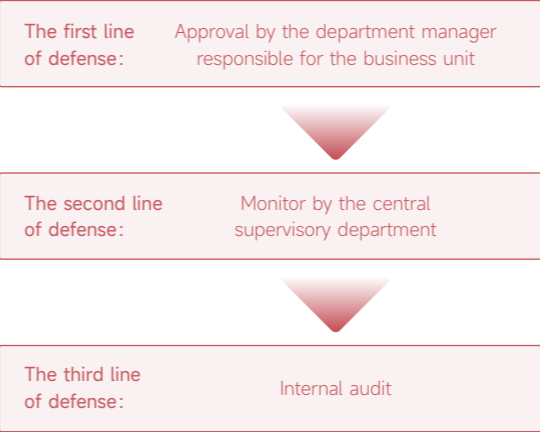 The first line
of defense:
Approval by the department manager
responsible for the business unit
The second line
of defense:
Monitor by the central
supervisory department
The third line
of defense:
Internal audit